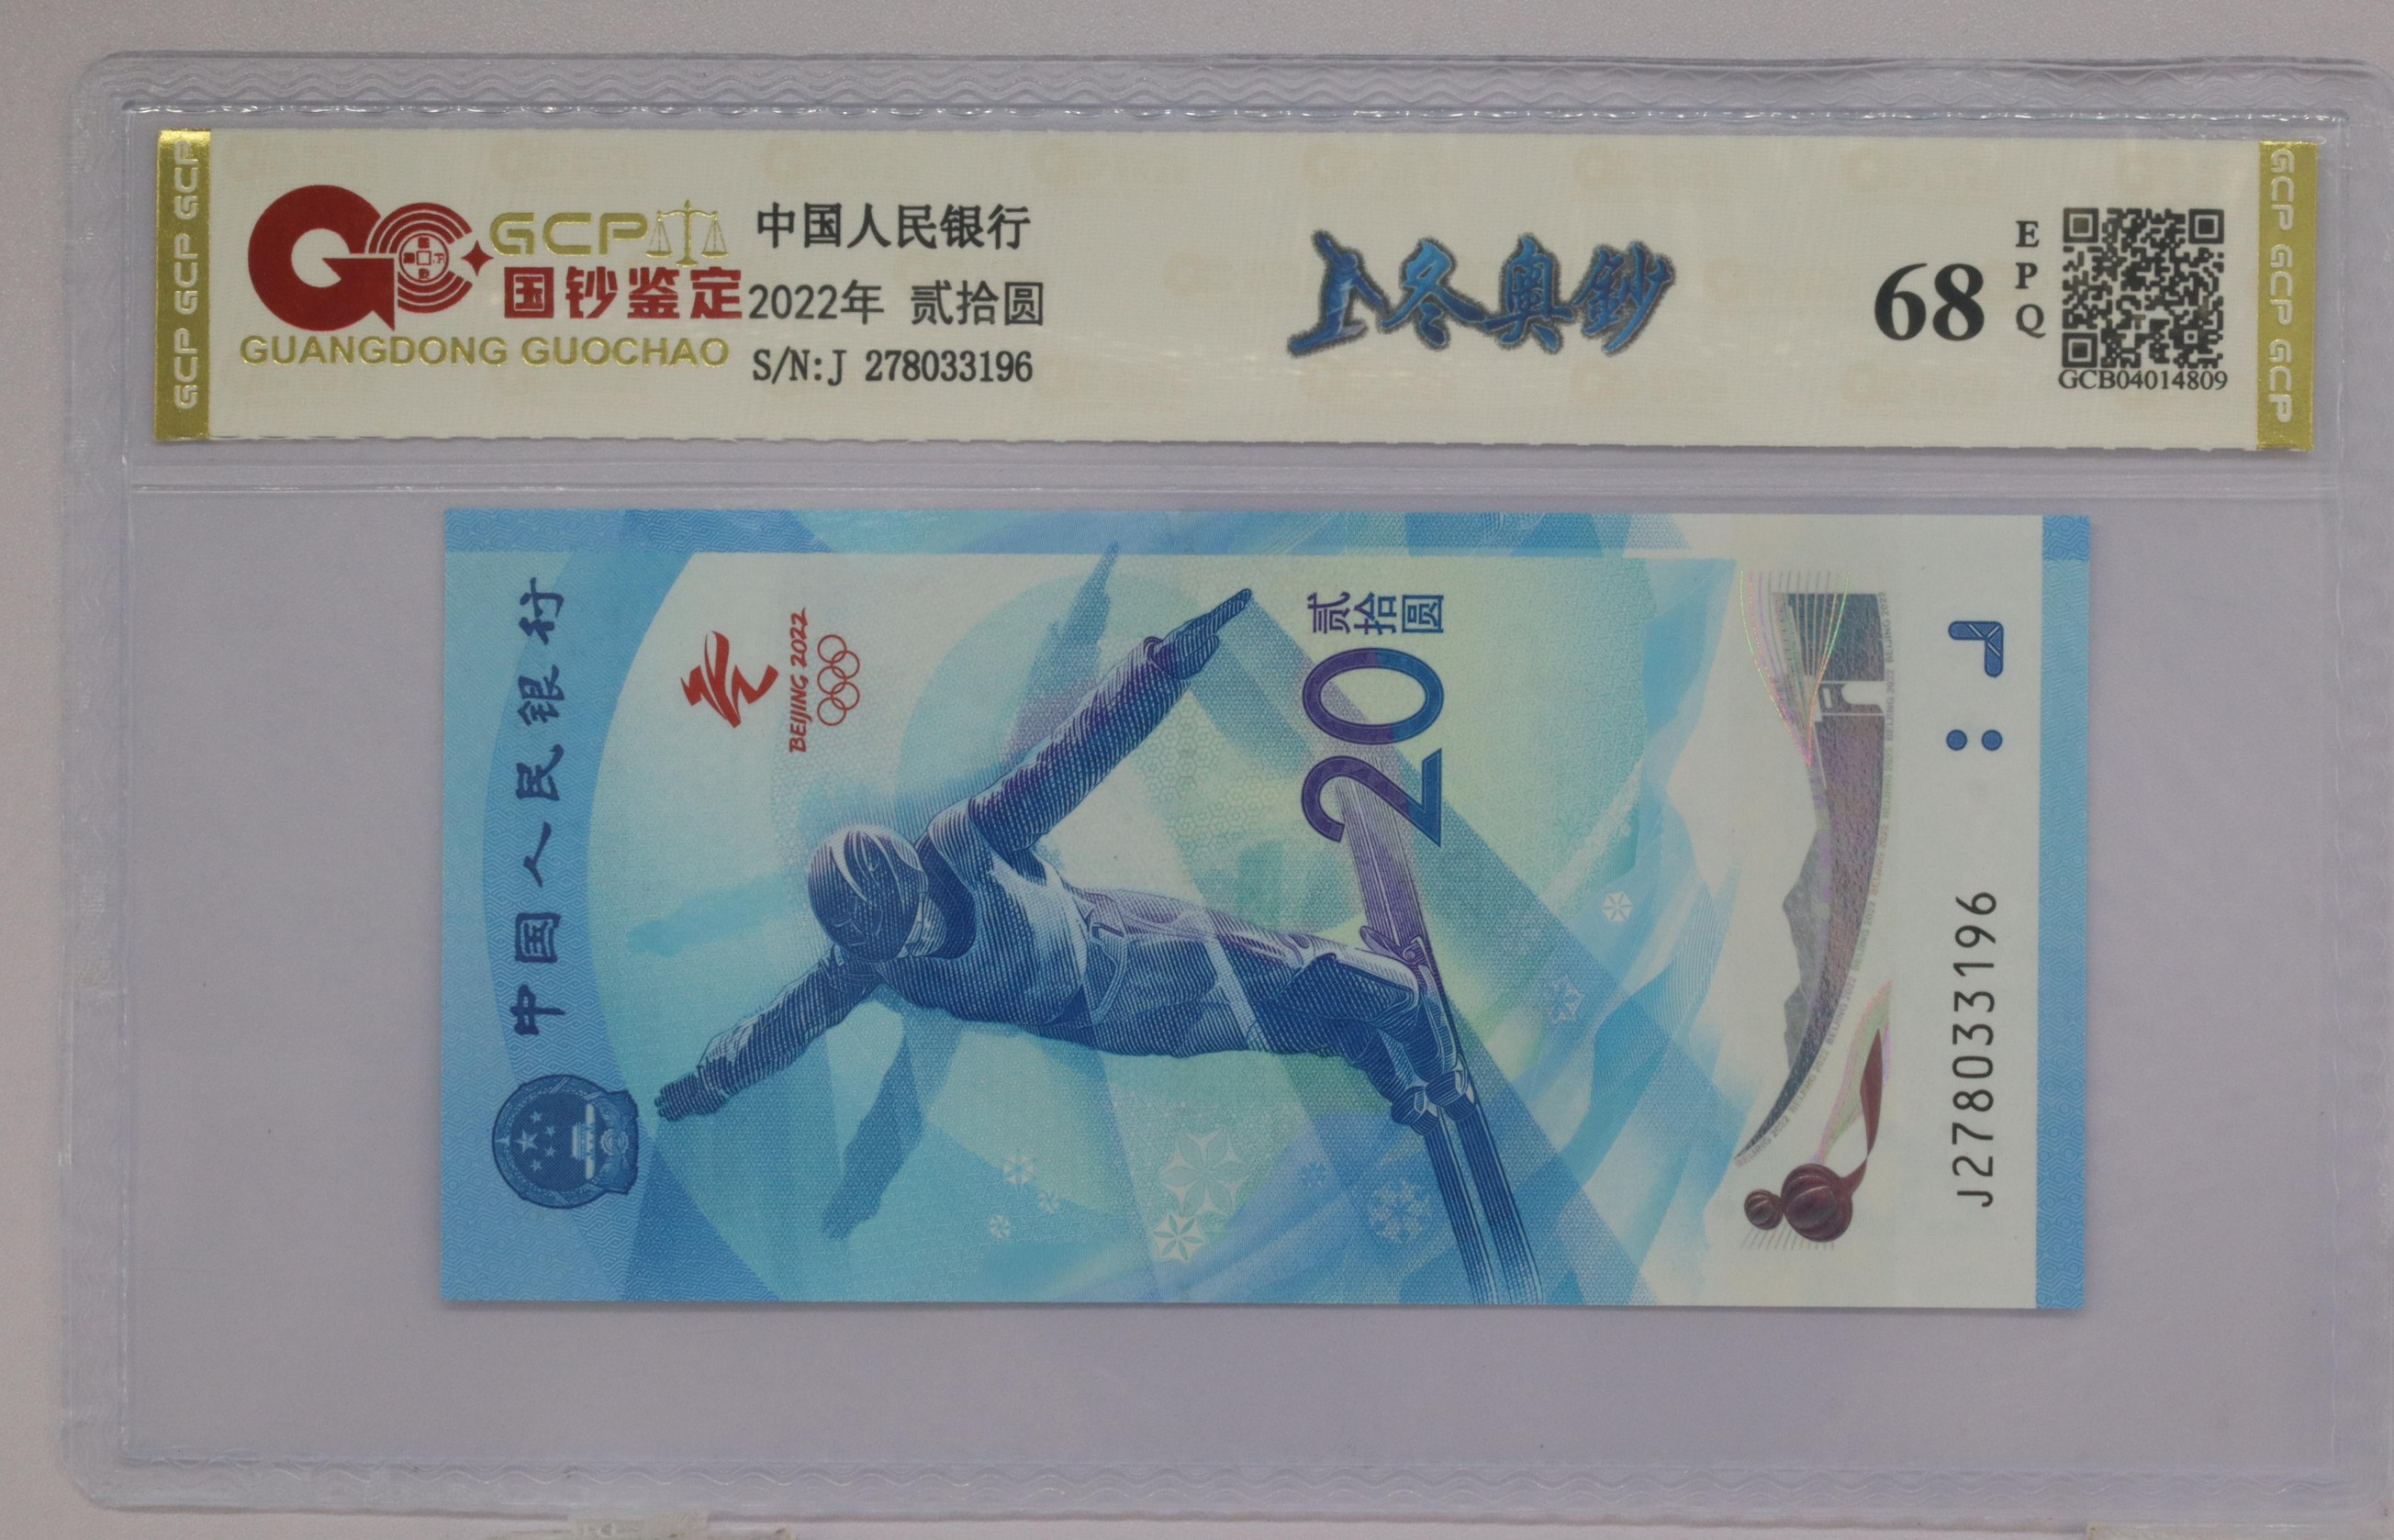 GCP GCP GCP
GCP
国钞鉴定
GUANGDONG GUOCHAO
中国人民银行
2022年 贰拾圆
S/N:J 278033196
冬奥鈔
68
E
P
Q
GCB04014809
GCP GCP GCP
中国人民银行
BEIJING 2022
贰拾圆
20
J278033196